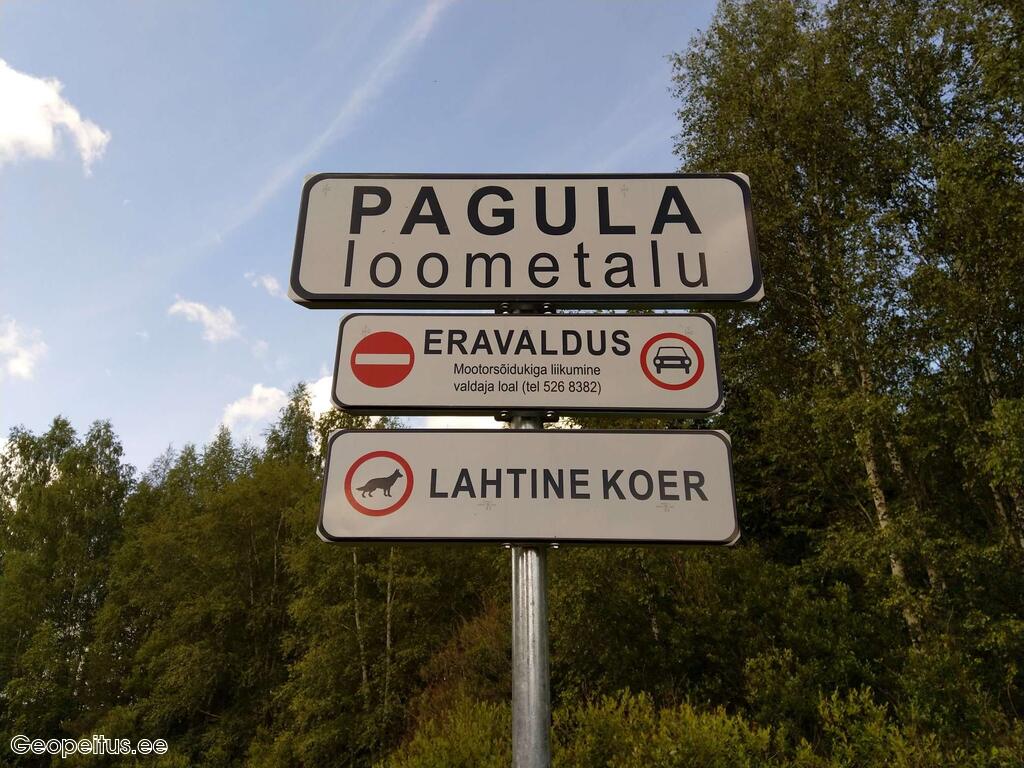 PAGULA
loometalu
ERAVALDUS
Mootorsõidukiga liikumine
valdaja loal (tel 526 8382)
LAHTINE KOER
Geopeitus.ee